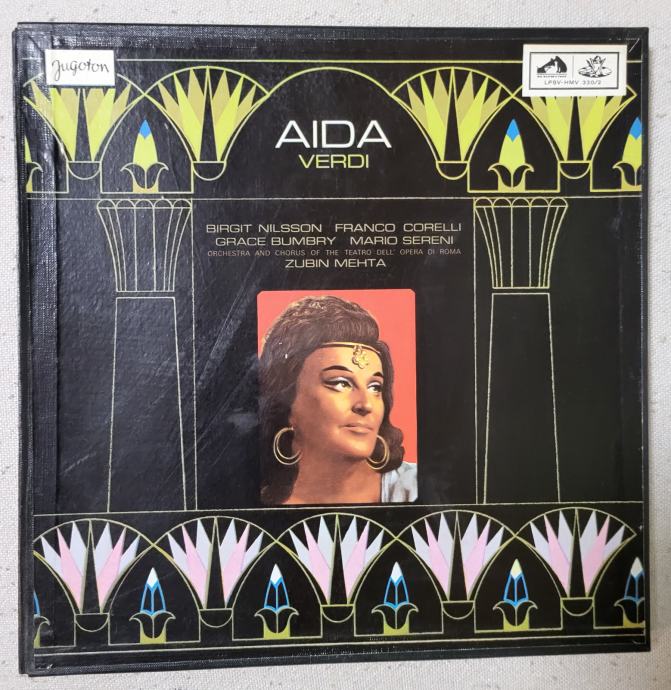 Jugoton
LPSV-HMV 330/2
AIDA
VERDI
BIRGIT NILSSON FRANCO CORELLI
GRACE BUMBRY MARIO SERENI
ORCHESTRA AND CHORUS OF THE TEATRO DELL' OPERA DI ROMA
ZUBIN MEHTA